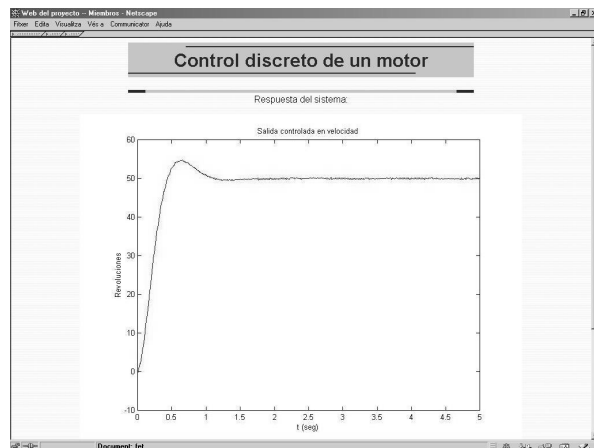 Web del proyecto – Miembros - Netscape
Fitxer Edita Visualitza Vés a Communicator Ajuda
Control discreto de un motor
Respuesta del sistema:
Salida controlada en velocidad
60
50
40
30
20
10
0
-10
Revoluciones
0 0.5 1 1.5 2 2.5 3 3.5 4 4.5 5
t (seg)
Document: fet